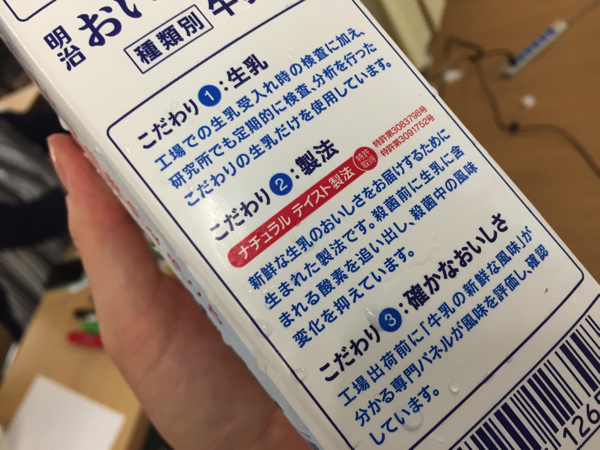 明治
おい
種類別 牛
こだわり1：生乳
工場での生乳受入れ時の検査に加え、
研究所でも定期的に検査、分析を行った
こだわりの生乳だけを使用しています。
こだわり2：製法
ナチュラル テイスト製法 特許取得 特許第3083798号
特許第3091752号
新鮮な生乳のおいしさをお届けするために
生まれた製法です。殺菌前に生乳に含
まれる酸素を追い出し、殺菌中の風味
変化を抑えています。
こだわり3：確かなおいしさ
工場出荷前に「牛乳の新鮮な風味」が
分かる専門パネルが風味を評価し、確認
しています。